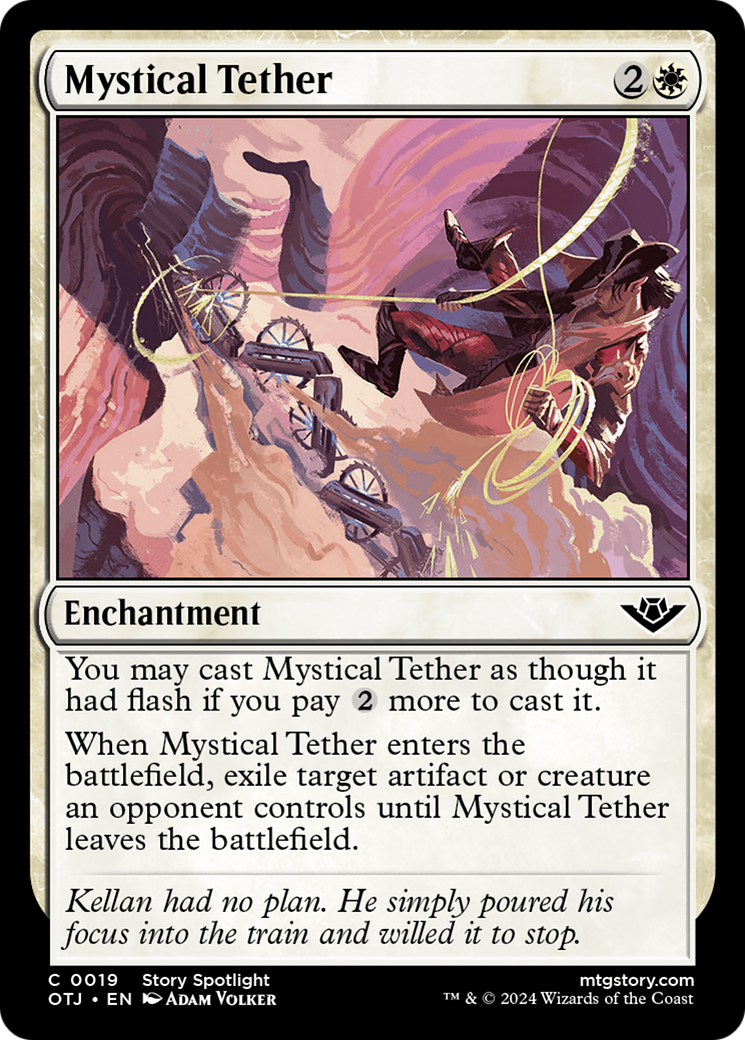 Mystical Tether 2
Enchantment
You may cast Mystical Tether as though it
had flash if you pay 2 more to cast it.
When Mystical Tether enters the
battlefield, exile target artifact or creature
an opponent controls until Mystical Tether
leaves the battlefield.
Kellan had no plan. He simply poured his
focus into the train and willed it to stop.
C 0019 Story Spotlight mtgstory.com
OTJ • EN Adam Volker ™ & © 2024 Wizards of the Coast